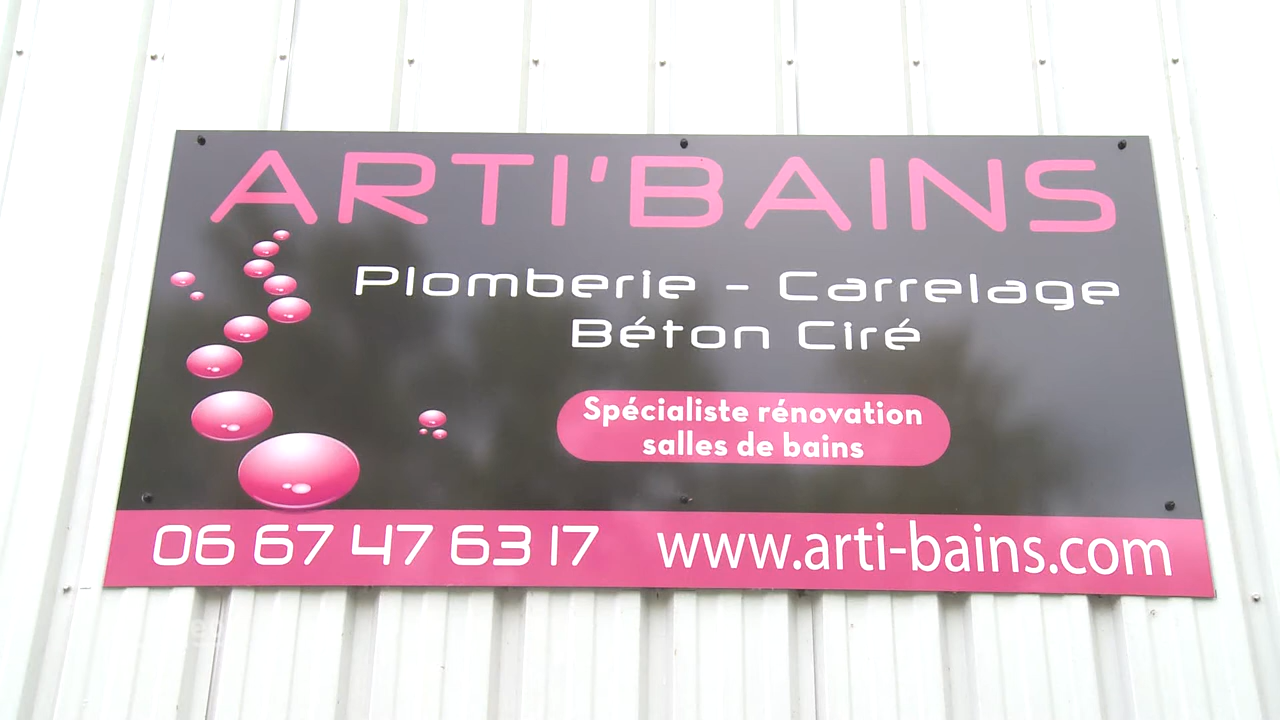 ARTI'BAINS
Plomberie - Carrelage
Béton Ciré
Spécialiste rénovation
salles de bains
06 67 47 63 17 www.arti-bains.com